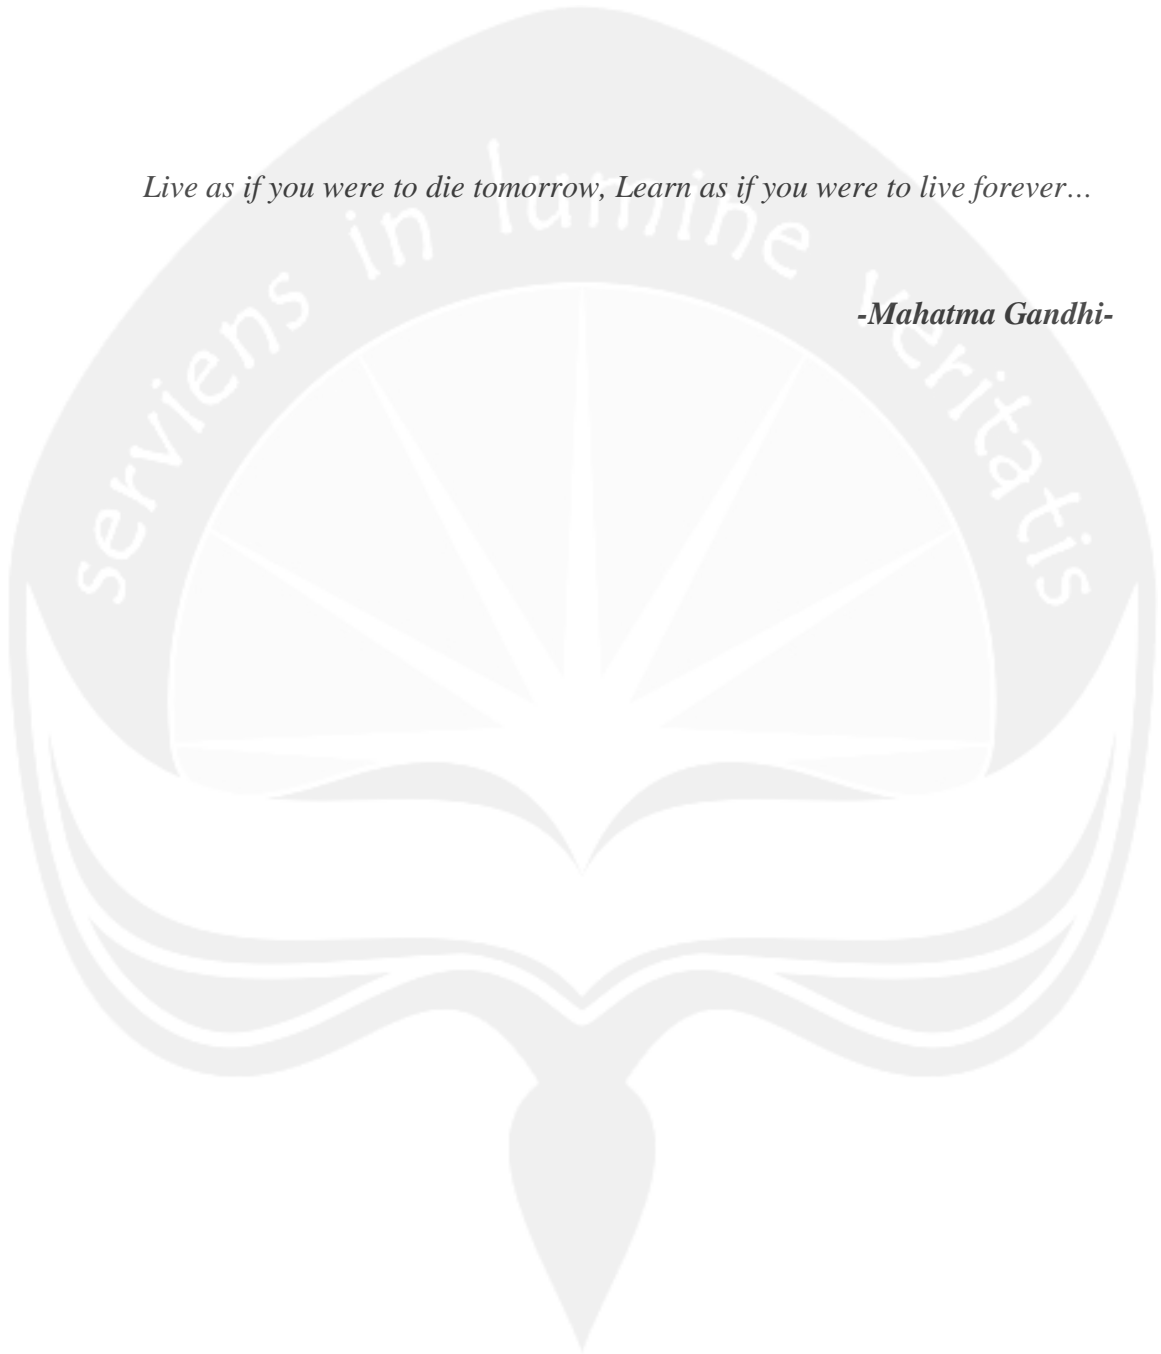 Live as if you were to die tomorrow, Learn as if you were to live forever…
-Mahatma Gandhi-
serviens in lumine veritatis